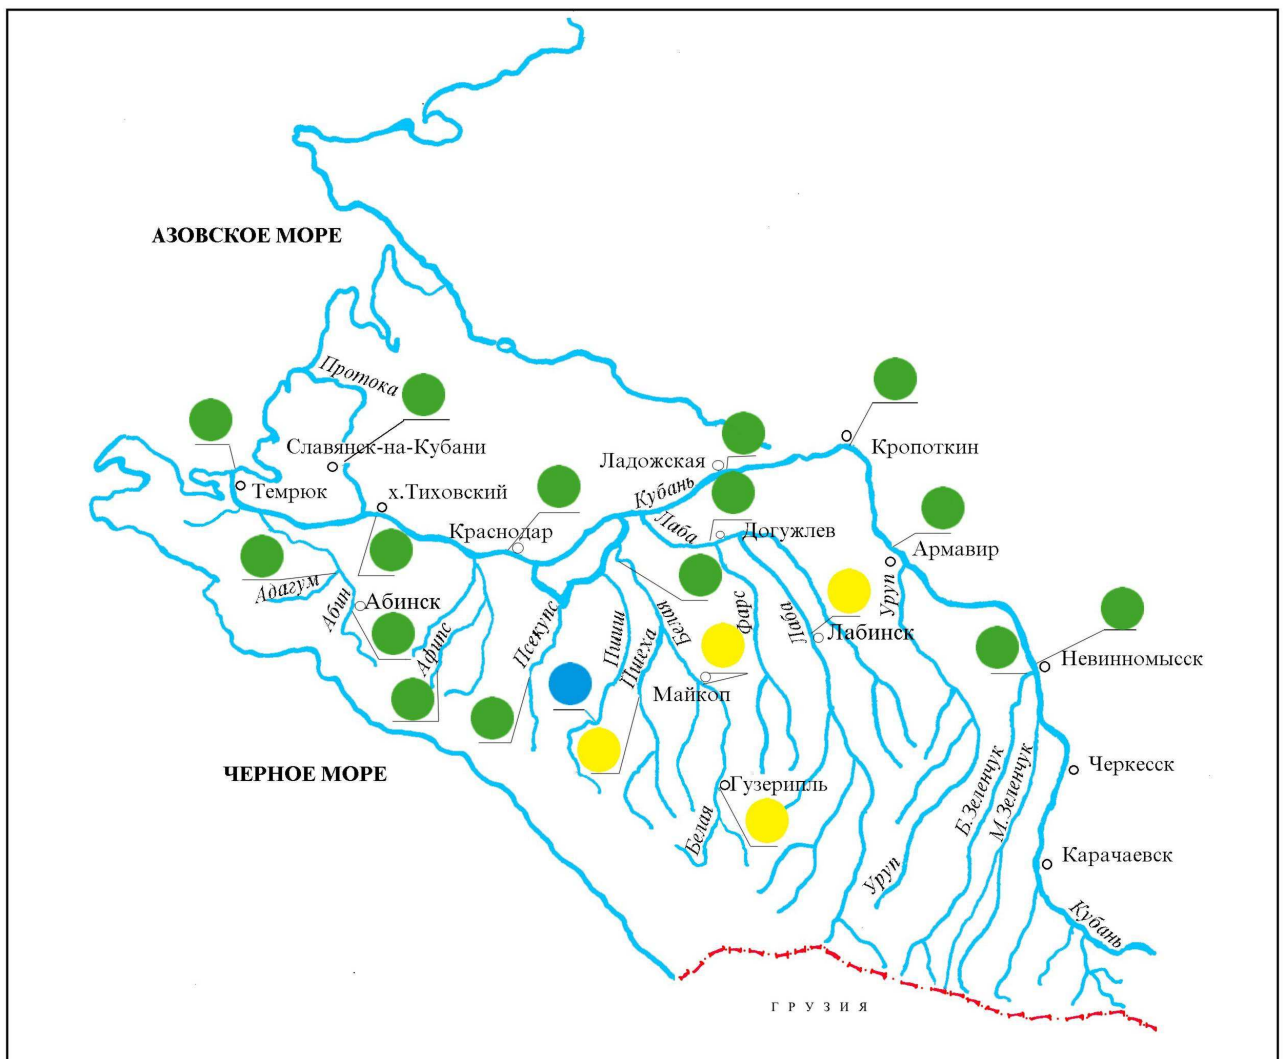 АЗОВСКОЕ МОРЕ
Протока
Славянск-на-Кубани
Кропоткин
Ладожская
Темрюк
х.Тиховский
Кубань
Лаба
Краснодар
Догужлев
Армавир
Адагум
Абин
Абинск
Афипс
Псекупс
Пшиш
Пшеха
Белая
Фарс
Лаба
Лабинск
Уруп
Невинномысск
Майкоп
ЧЕРНОЕ МОРЕ
Гузерипль
Б.Зеленчук
М.Зеленчук
Черкесск
Белая
Уруп
Карачаевск
Кубань
ГРУЗИЯ